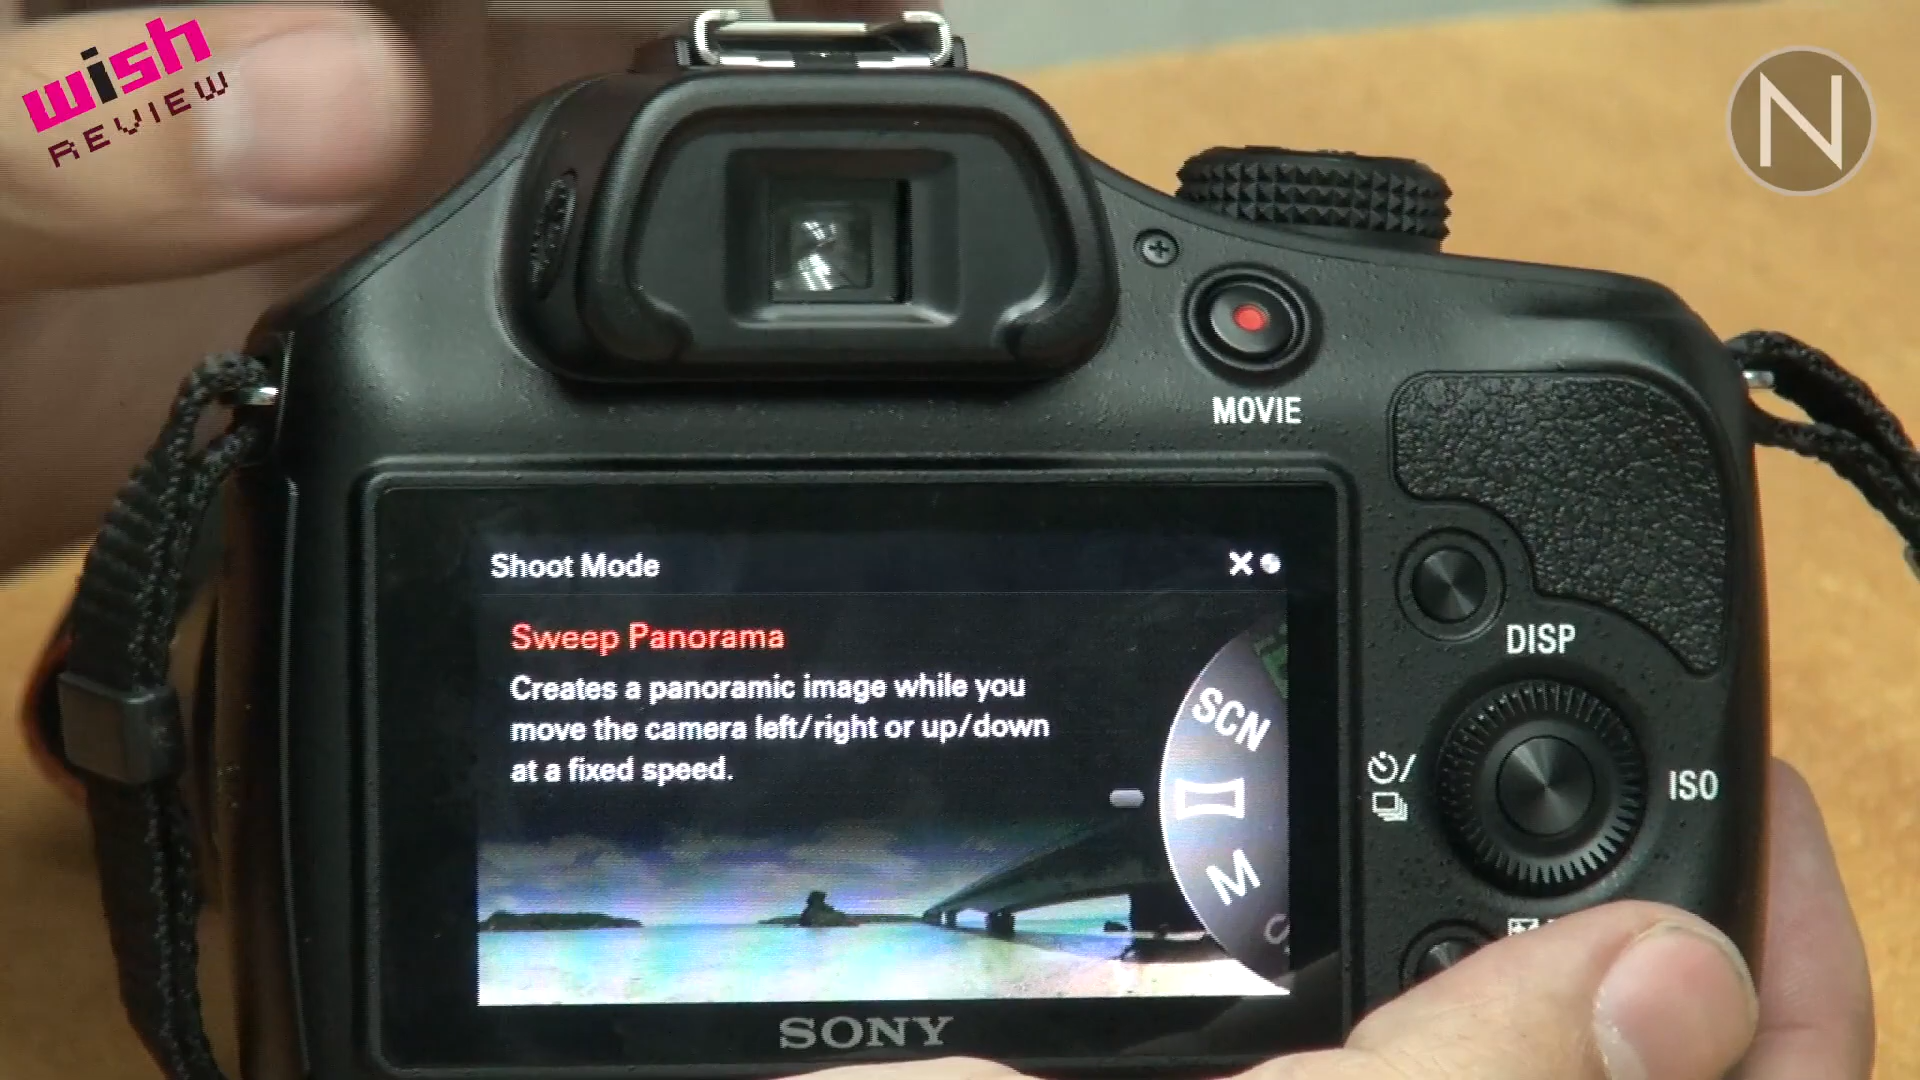 wish
REVIEW
N
MOVIE
Shoot Mode
Sweep Panorama
Creates a panoramic image while you
move the camera left/right or up/down
at a fixed speed.
SCN
M
DISP
ISO
SONY